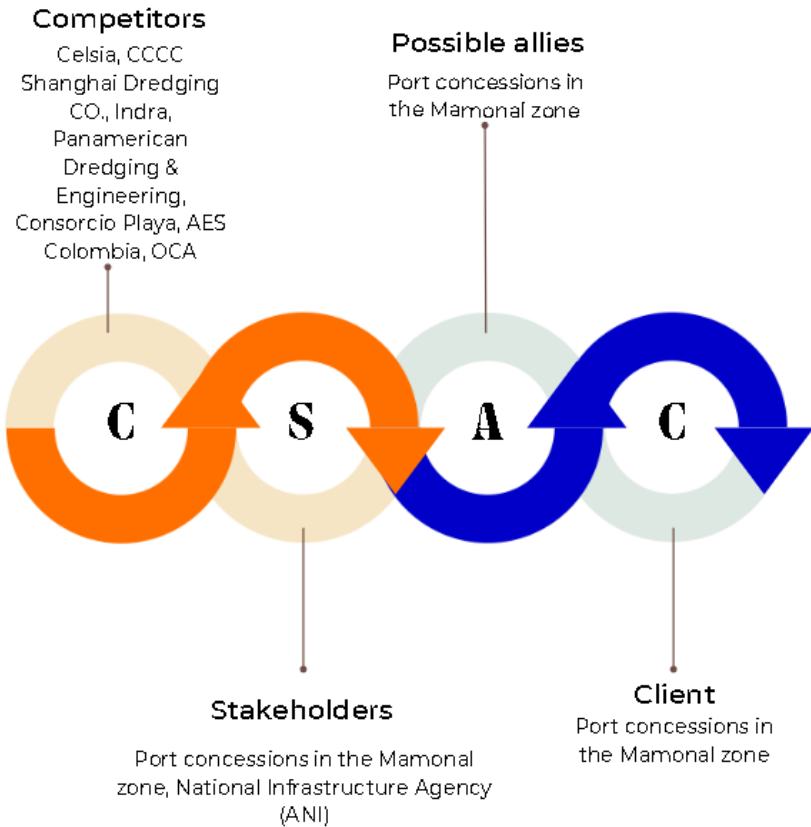 Competitors
Celsia, CCCC
Shanghai Dredging
CO., Indra,
Panamerican
Dredging &
Engineering,
Consorcio Playa, AES
Colombia, OCA
Possible allies
Port concessions in
the Mamonal zone
C
S
A
C
Stakeholders
Port concessions in the Mamonal
zone, National Infrastructure Agency
(ANI)
Client
Port concessions in
the Mamonal zone